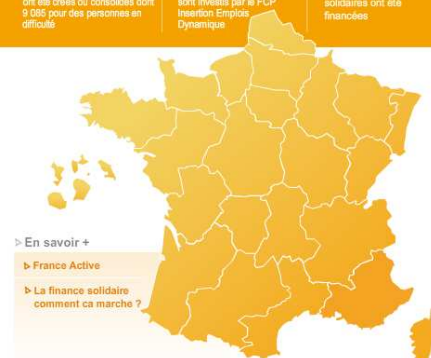 ont été créés ou consolidés dont
9 085 pour des personnes en
difficulté
sont investis par le FCP
Insertion Emplois
Dynamique
solidaires ont été
financées
En savoir +
France Active
La finance solidaire
comment ca marche ?